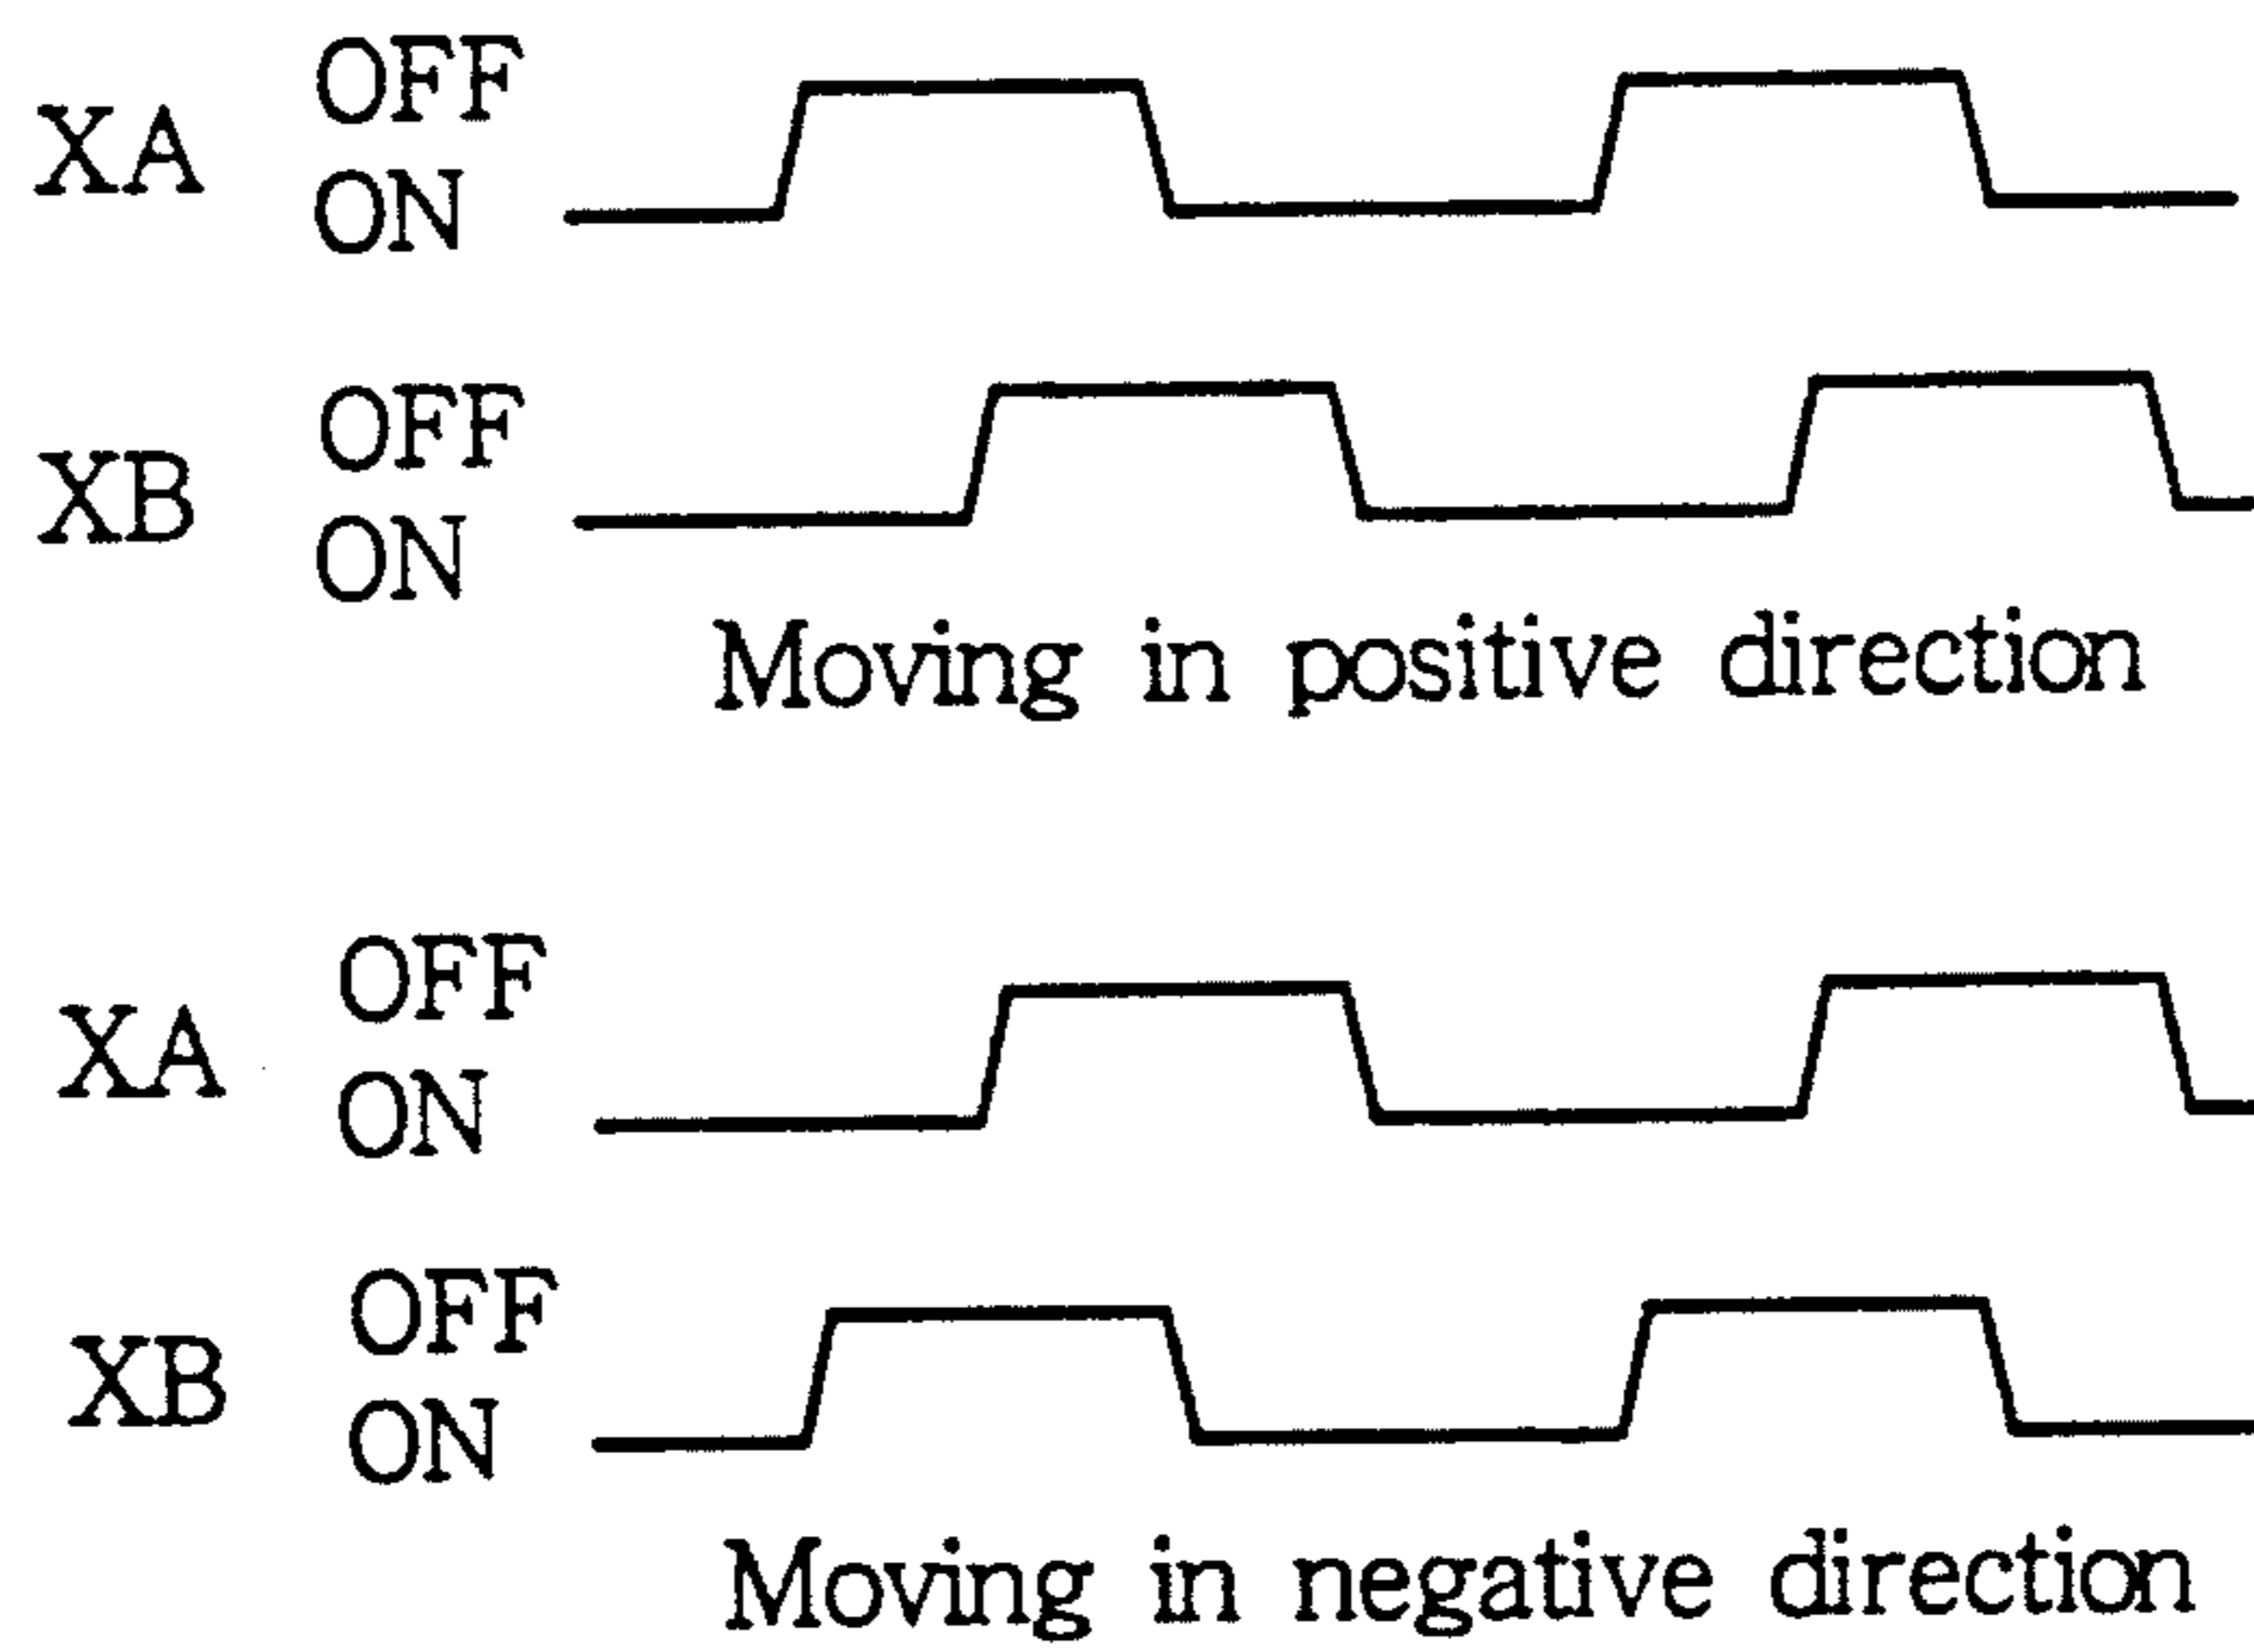 OFF
XA
ON
OFF
XB
ON
Moving in positive direction
OFF
XA
ON
OFF
XB
ON
Moving in negative direction